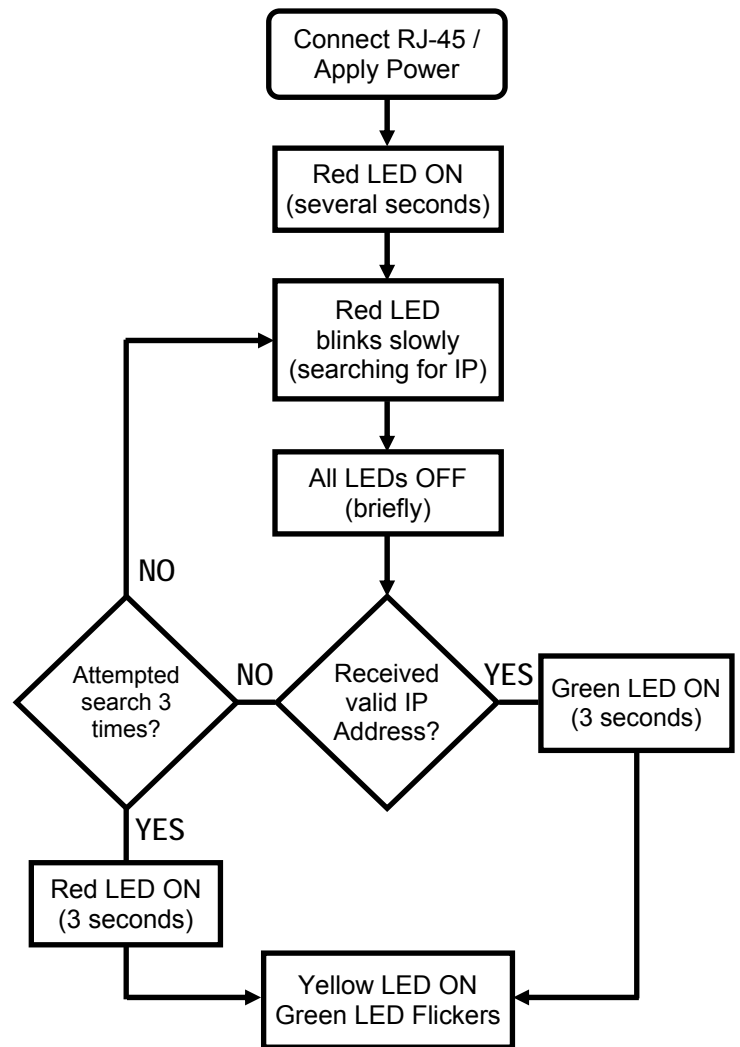 Connect RJ-45 /
Apply Power
Red LED ON
(several seconds)
Red LED
blinks slowly
(searching for IP)
All LEDs OFF
(briefly)
NO
Attempted
search 3
times?
NO
Received
valid IP
Address?
YES
Green LED ON
(3 seconds)
YES
Red LED ON
(3 seconds)
Yellow LED ON
Green LED Flickers